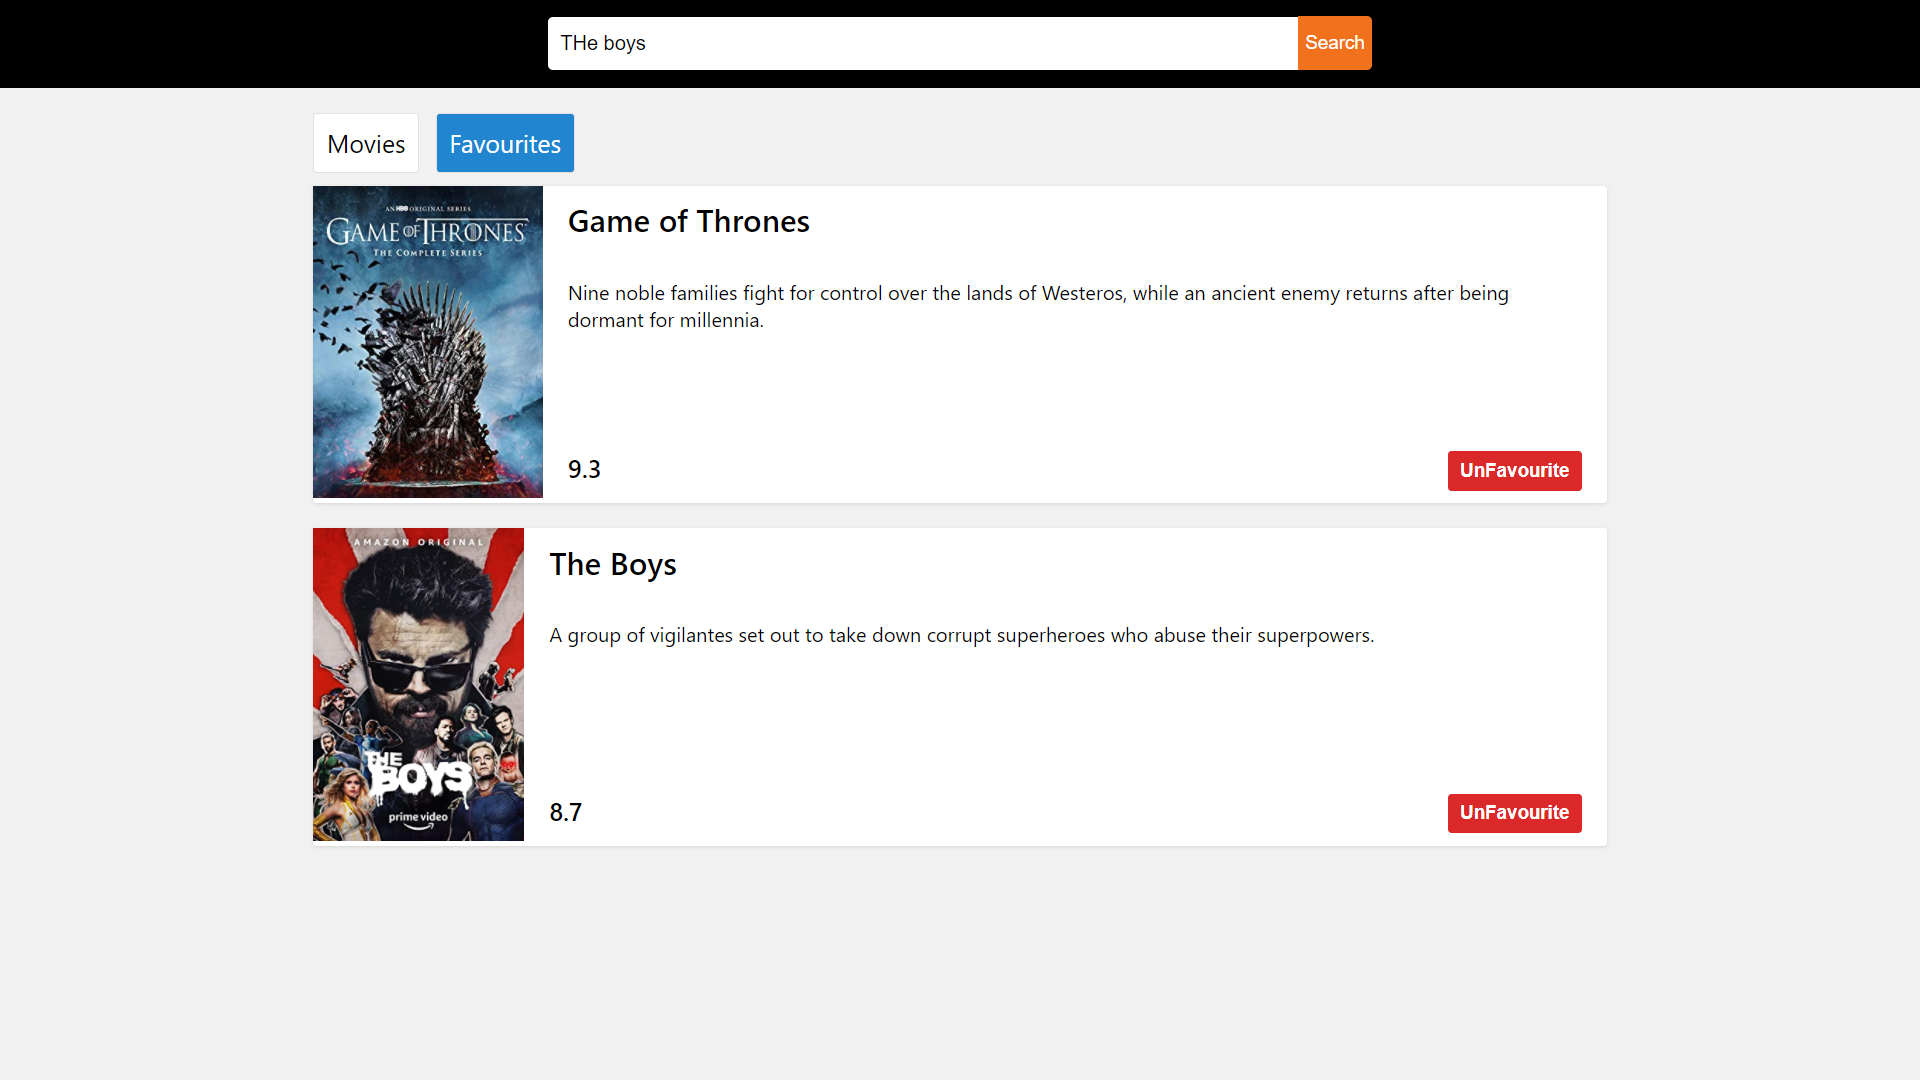 THe boys
Search
Movies
Favourites
AN HBO ORIGINAL SERIES
GAME OF THRONES
THE COMPLETE SERIES
Game of Thrones
Nine noble families fight for control over the lands of Westeros, while an ancient enemy returns after being
dormant for millennia.
9.3
UnFavourite
AMAZON ORIGINAL
THE
BOYS
prime video
The Boys
A group of vigilantes set out to take down corrupt superheroes who abuse their superpowers.
8.7
UnFavourite